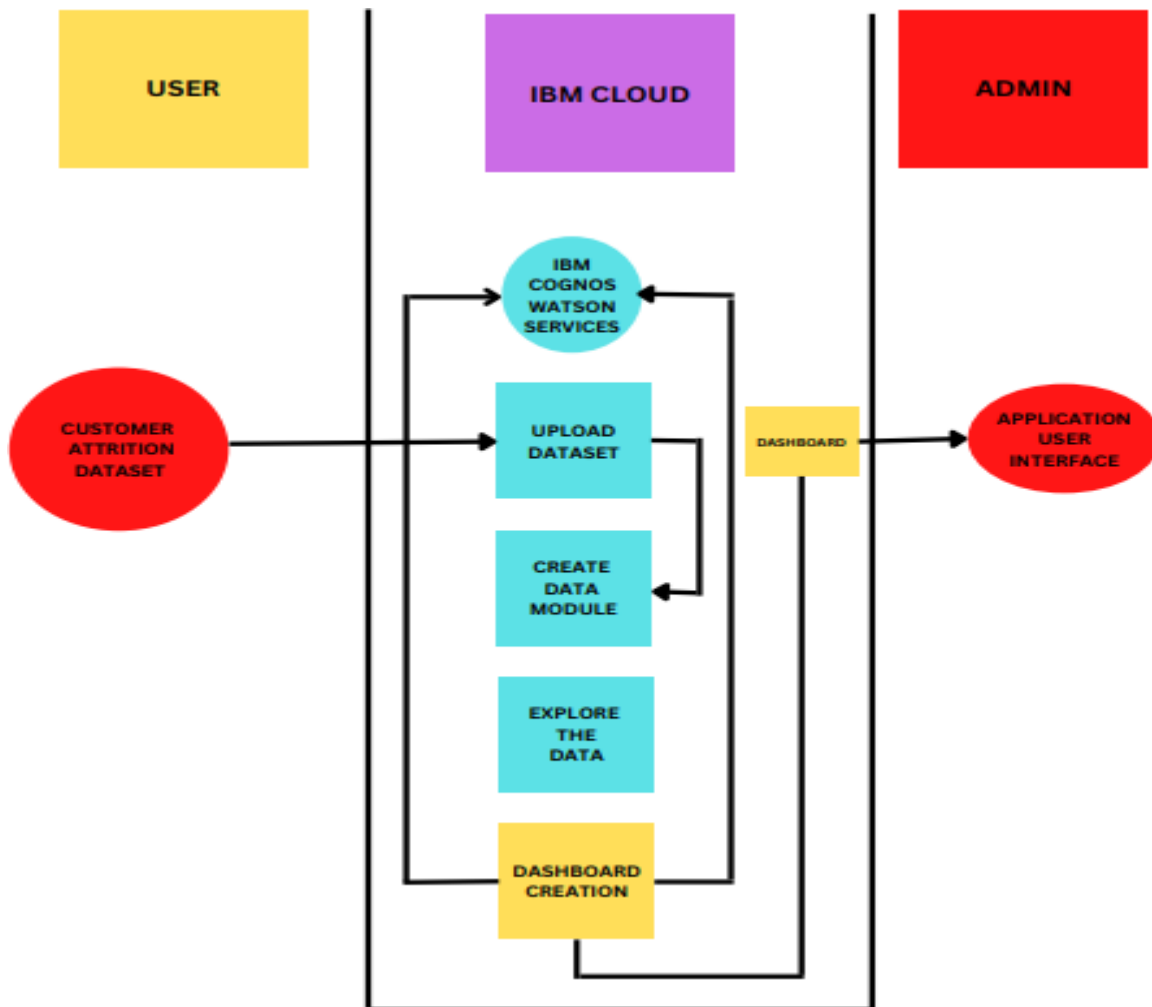 USER
IBM CLOUD
ADMIN
IBM
COGNOS
WATSON
SERVICES
CUSTOMER
ATTRITION
DATASET
UPLOAD
DATASET
DASHBOARD
APPLICATION
USER
INTERFACE
CREATE
DATA
MODULE
EXPLORE
THE
DATA
DASHBOARD
CREATION